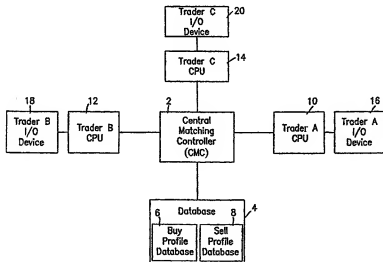 Trader C
I/O
Device
20
Trader C
CPU
14
18
Trader B
I/O
Device
12
Trader B
CPU
2
Central
Matching
Controller
(CMC)
10
Trader A
CPU
16
Trader A
I/O
Device
Database
4
6
Buy
Profile
Database
8
Sell
Profile
Database